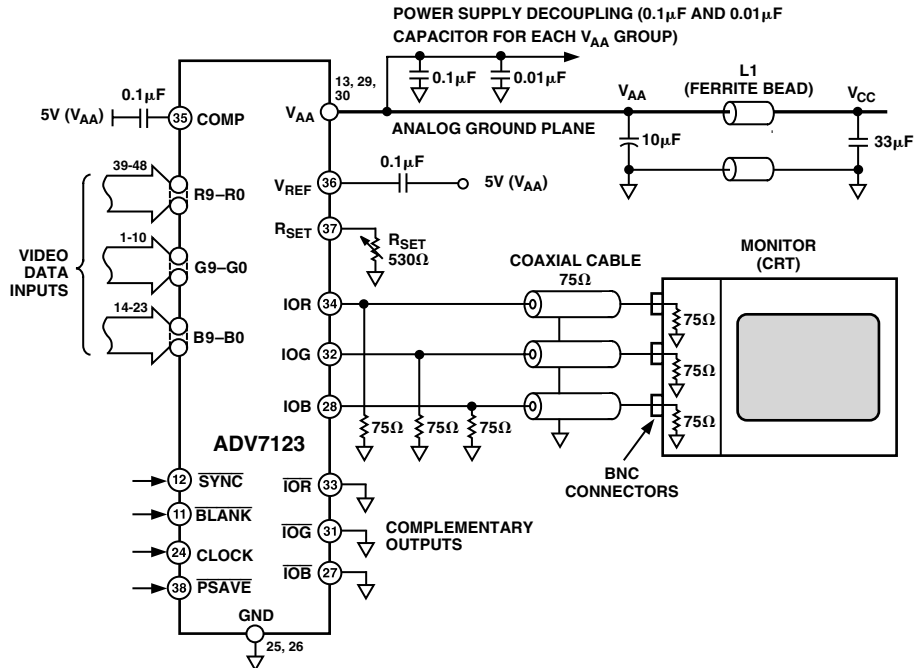 POWER SUPPLY DECOUPLING (0.1µF AND 0.01µF
CAPACITOR FOR EACH VAA GROUP)
0.1µF
0.01µF
13, 29,
30
VAA
ANALOG GROUND PLANE
VAA
L1
(FERRITE BEAD)
VCC
10µF
33µF
0.1µF
5V (VAA)
35
COMP
VREF
36
0.1µF
5V (VAA)
RSET
37
RSET
530Ω
VIDEO
DATA
INPUTS
39-48
R9–R0
1-10
G9–G0
14-23
B9–B0
COAXIAL CABLE
75Ω
MONITOR
(CRT)
IOR
34
75Ω
IOG
32
75Ω
IOB
28
75Ω
75Ω
75Ω
75Ω
BNC
CONNECTORS
ADV7123
12
SYNC
11
BLANK
24
CLOCK
38
PSAVE
IOR
33
IOG
31
IOB
27
COMPLEMENTARY
OUTPUTS
GND
25, 26